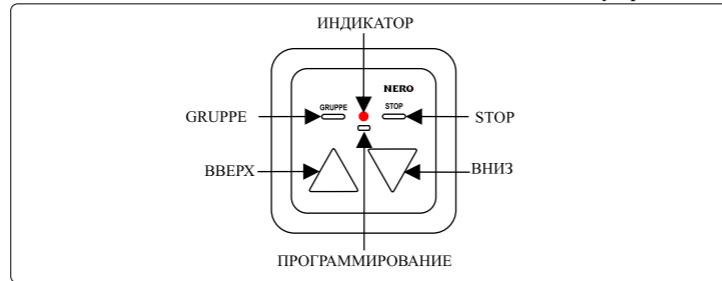 ИНДИКАТОР
NERO
GRUPPE GRUPPE STOP STOP
ВВЕРХ ВНИЗ
ПРОГРАММИРОВАНИЕ